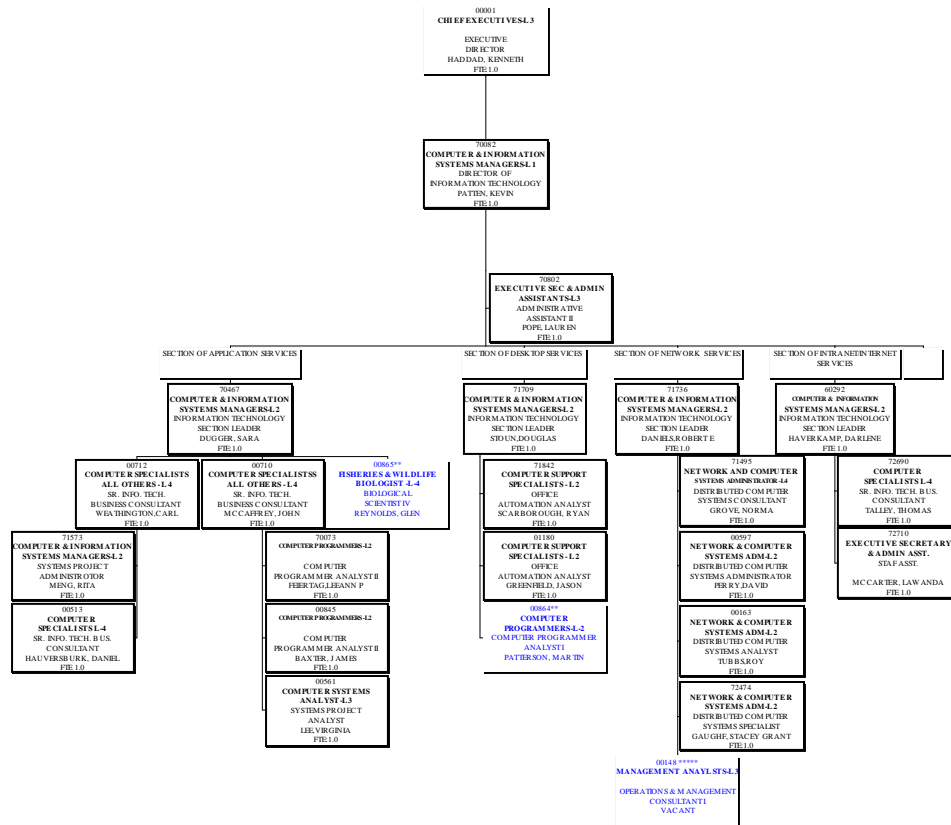 00001
CHIEF EXECUTIVES-L3
EXECUTIVE
DIRECTOR
HADDAD, KENNETH
FTE 1.0
70082
COMPUTER & INFORMATION
SYSTEMS MANAGERS-L1
DIRECTOR OF
INFORMATION TECHNOLOGY
PATTEN, KEVIN
FTE 1.0
70802
EXECUTIVE SEC & ADMIN
ASSISTANTS-L3
ADMINISTRATIVE
ASSISTANT II
POPE, LAUREN
FTE 1.0
SECTION OF APPLICATION SERVICES
70467
COMPUTER & INFORMATION
SYSTEMS MANAGERS-L2
INFORMATION TECHNOLOGY
SECTION LEADER
DUGGER, SARA
FTE 1.0
00712
COMPUTER SPECIALISTS
ALL OTHERS - L4
SR. INFO. TECH.
BUSINESS CONSULTANT
WEATHINGTON,CARL
FTE 1.0
71573
COMPUTER & INFORMATION
SYSTEMS MANAGERS-L2
SYSTEMS PROJECT
ADMINISTROTOR
MENG, RITA
FTE 1.0
00513
COMPUTER
SPECIALISTS L-4
SR. INFO. TECH. BUS.
CONSULTANT
HAUVERSBURK, DANIEL
FTE 1.0
00710
COMPUTER SPECIALISTSS
ALL OTHERS - L4
SR. INFO. TECH.
BUSINESS CONSULTANT
MCCAFFREY, JOHN
FTE 1.0
70073
COMPUTER PROGRAMMERS-L2
COMPUTER
PROGRAMMER ANALYST II
FEIERTAG,LEEANN P
FTE 1.0
00845
COMPUTER PROGRAMMERS-L2
COMPUTER
PROGRAMMER ANALYST II
BAXTER, JAMES
FTE 1.0
00561
COMPUTER SYSTEMS
ANALYST-L3
SYSTEMS PROJECT
ANALYST
LEE,VIRGINIA
FTE 1.0
00865**
FISHERIES & WILDLIFE
BIOLOGIST -L-4
BIOLOGICAL
SCIENTIST IV
REYNOLDS, GLEN
SECTION OF DESKTOP SERVICES
71709
COMPUTER & INFORMATION
SYSTEMS MANAGERS-L2
INFORMATION TECHNOLOGY
SECTION LEADER
STOUN,DOUGLAS
FTE 1.0
71842
COMPUTER SUPPORT
SPECIALISTS - L2
OFFICE
AUTOMATION ANALYST
SCARBOROUGH, RYAN
FTE 1.0
01180
COMPUTER SUPPORT
SPECIALISTS - L2
OFFICE
AUTOMATION ANALYST
GREENFIELD, JASON
FTE 1.0
00864**
COMPUTER
PROGRAMMERS-L-2
COMPUTER PROGRAMMER
ANALYST I
PATTERSON, MARTIN
SECTION OF NETWORK SERVICES
71736
COMPUTER & INFORMATION
SYSTEMS MANAGERS-L2
INFORMATION TECHNOLOGY
SECTION LEADER
DANIELS,ROBERT E
FTE 1.0
71495
NETWORK AND COMPUTER
SYSTEMS ADMINISTRATOR-L4
DISTRIBUTED COMPUTER
SYSTEMS CONSULTANT
GROVE, NORMA
FTE 1.0
00597
NETWORK & COMPUTER
SYSTEMS ADM-L2
DISTRIBUTED COMPUTER
SYSTEMS ADMINISTRATOR
PERRY,DAVID
FTE 1.0
00163
NETWORK & COMPUTER
SYSTEMS ADM-L2
DISTRIBUTED COMPUTER
SYSTEMS ANALYST
TUBBS,ROY
FTE 1.0
72474
NETWORK & COMPUTER
SYSTEMS ADM-L2
DISTRIBUTED COMPUTER
SYSTEMS SPECIALIST
GAUGHF, STACEY GRANT
FTE 1.0
00148 *****
MANAGEMENT ANAYLSTS-L3
OPERATIONS & MANAGEMENT
CONSULTANT I
VACANT
SECTION OF INTRANET/INTERNET
SERVICES
60292
COMPUTER & INFORMATION
SYSTEMS MANAGERS-L2
INFORMATION TECHNOLOGY
SECTION LEADER
HAVERKAMP, DARLENE
FTE 1.0
72690
COMPUTER
SPECIALISTS L-4
SR. INFO. TECH. BUS.
CONSULTANT
TALLEY, THOMAS
FTE 1.0
72710
EXECUTIVE SECRETARY
& ADMIN ASST.
STAF ASST.
MCCARTER, LAWANDA
FTE 1.0